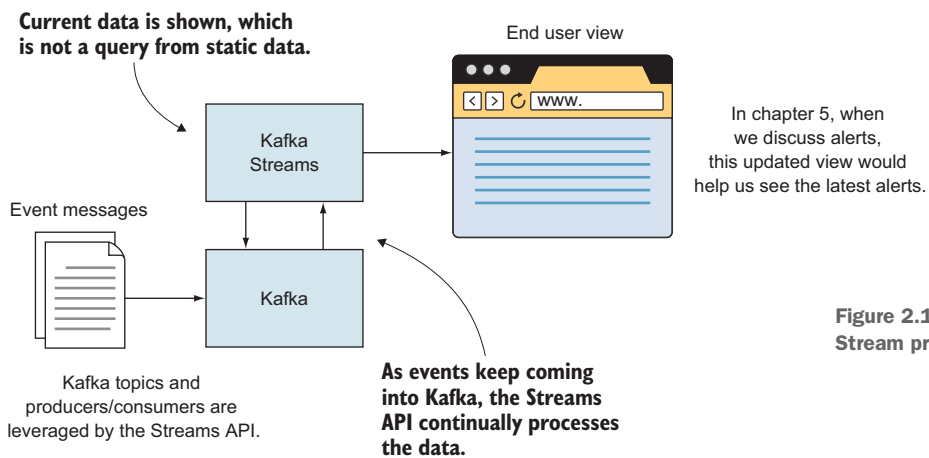 Current data is shown, which
is not a query from static data.
End user view
www.
Kafka
Streams
In chapter 5, when
we discuss alerts,
this updated view would
help us see the latest alerts.
Event messages
Kafka
Kafka topics and
producers/consumers are
leveraged by the Streams API.
As events keep coming
into Kafka, the Streams
API continually processes
the data.
Figure 2.1
Stream pr